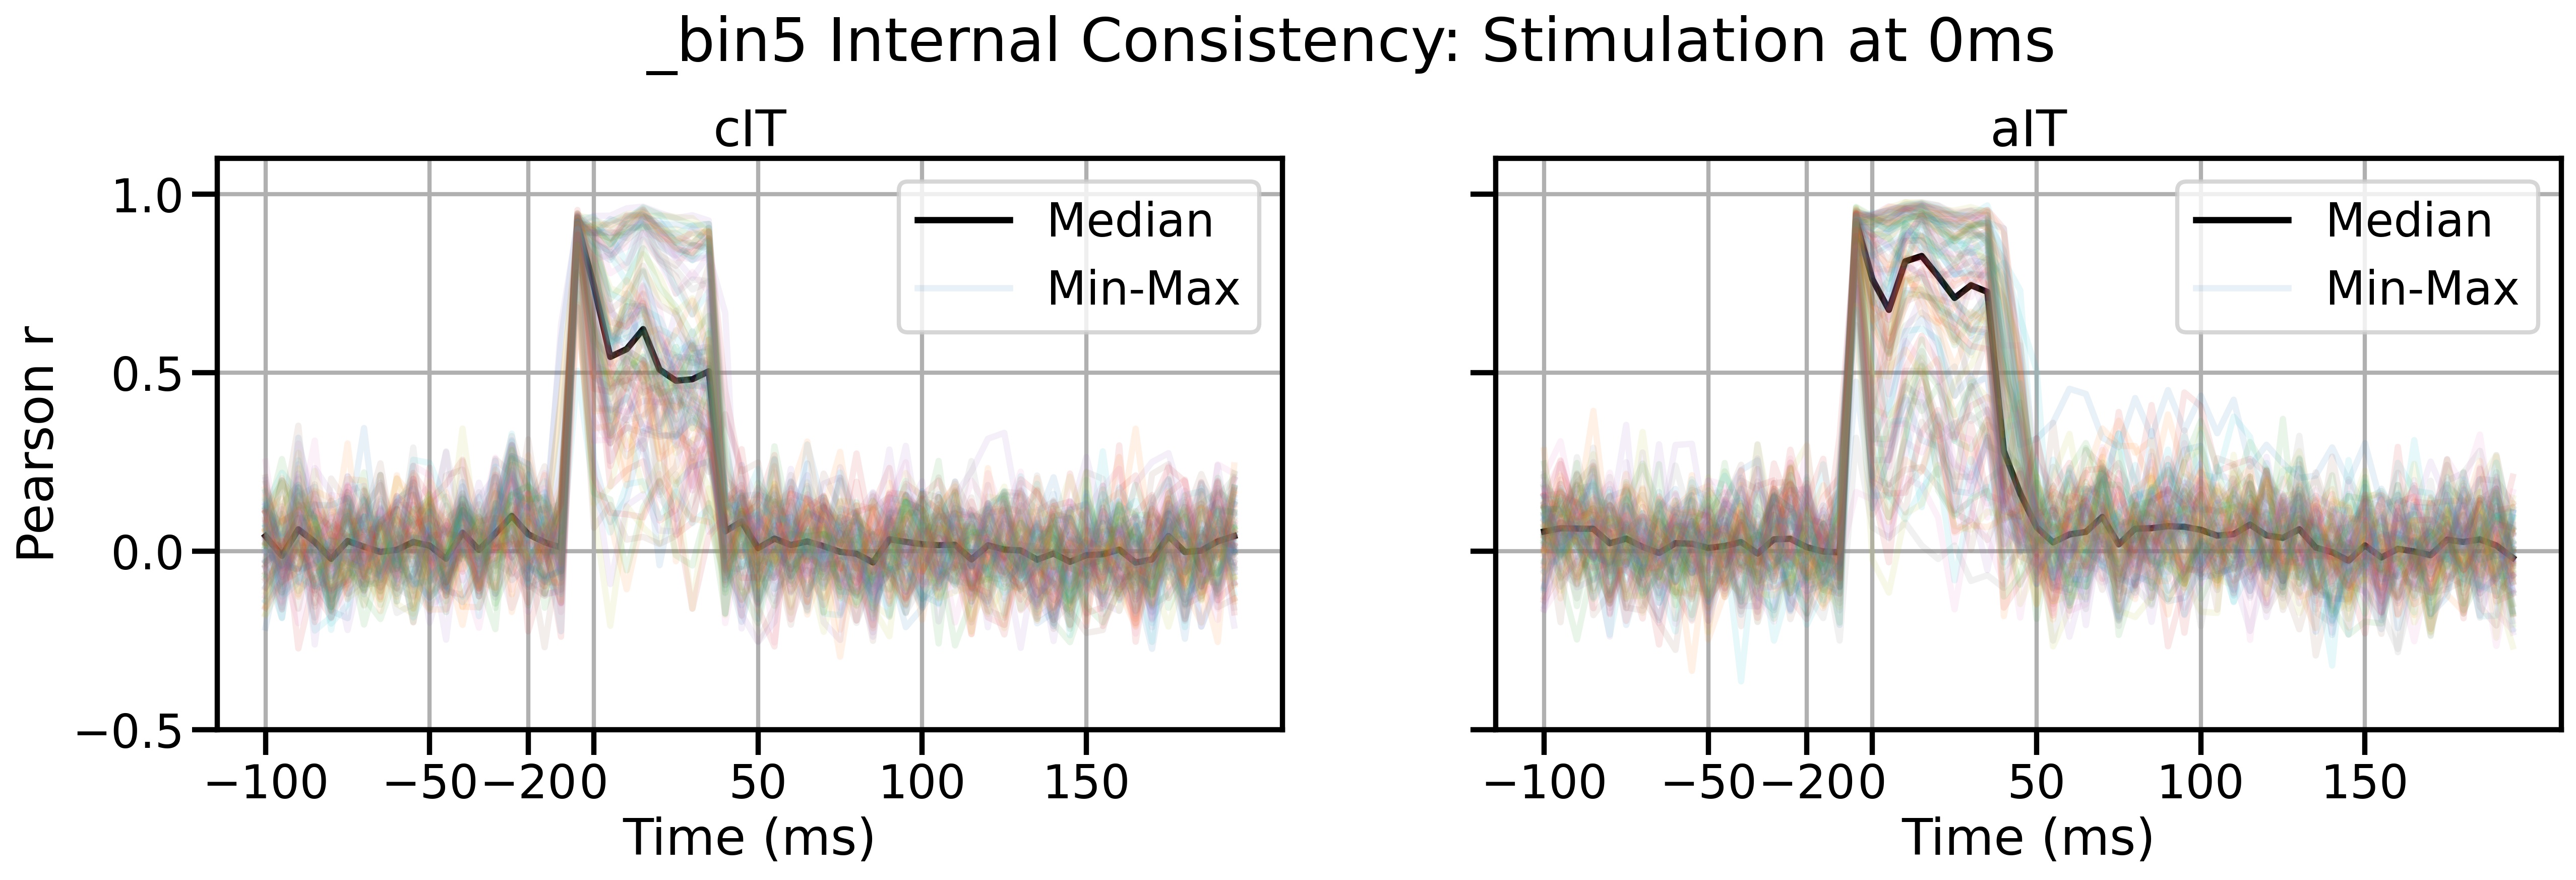 _bin5 Internal Consistency: Stimulation at 0ms
cIT
1.0
0.5
0.0
−0.5
Pearson r
Median
Min-Max
−100 −50 −200 0 50 100 150
Time (ms)
aIT
Median
Min-Max
−100 −50 −200 0 50 100 150
Time (ms)